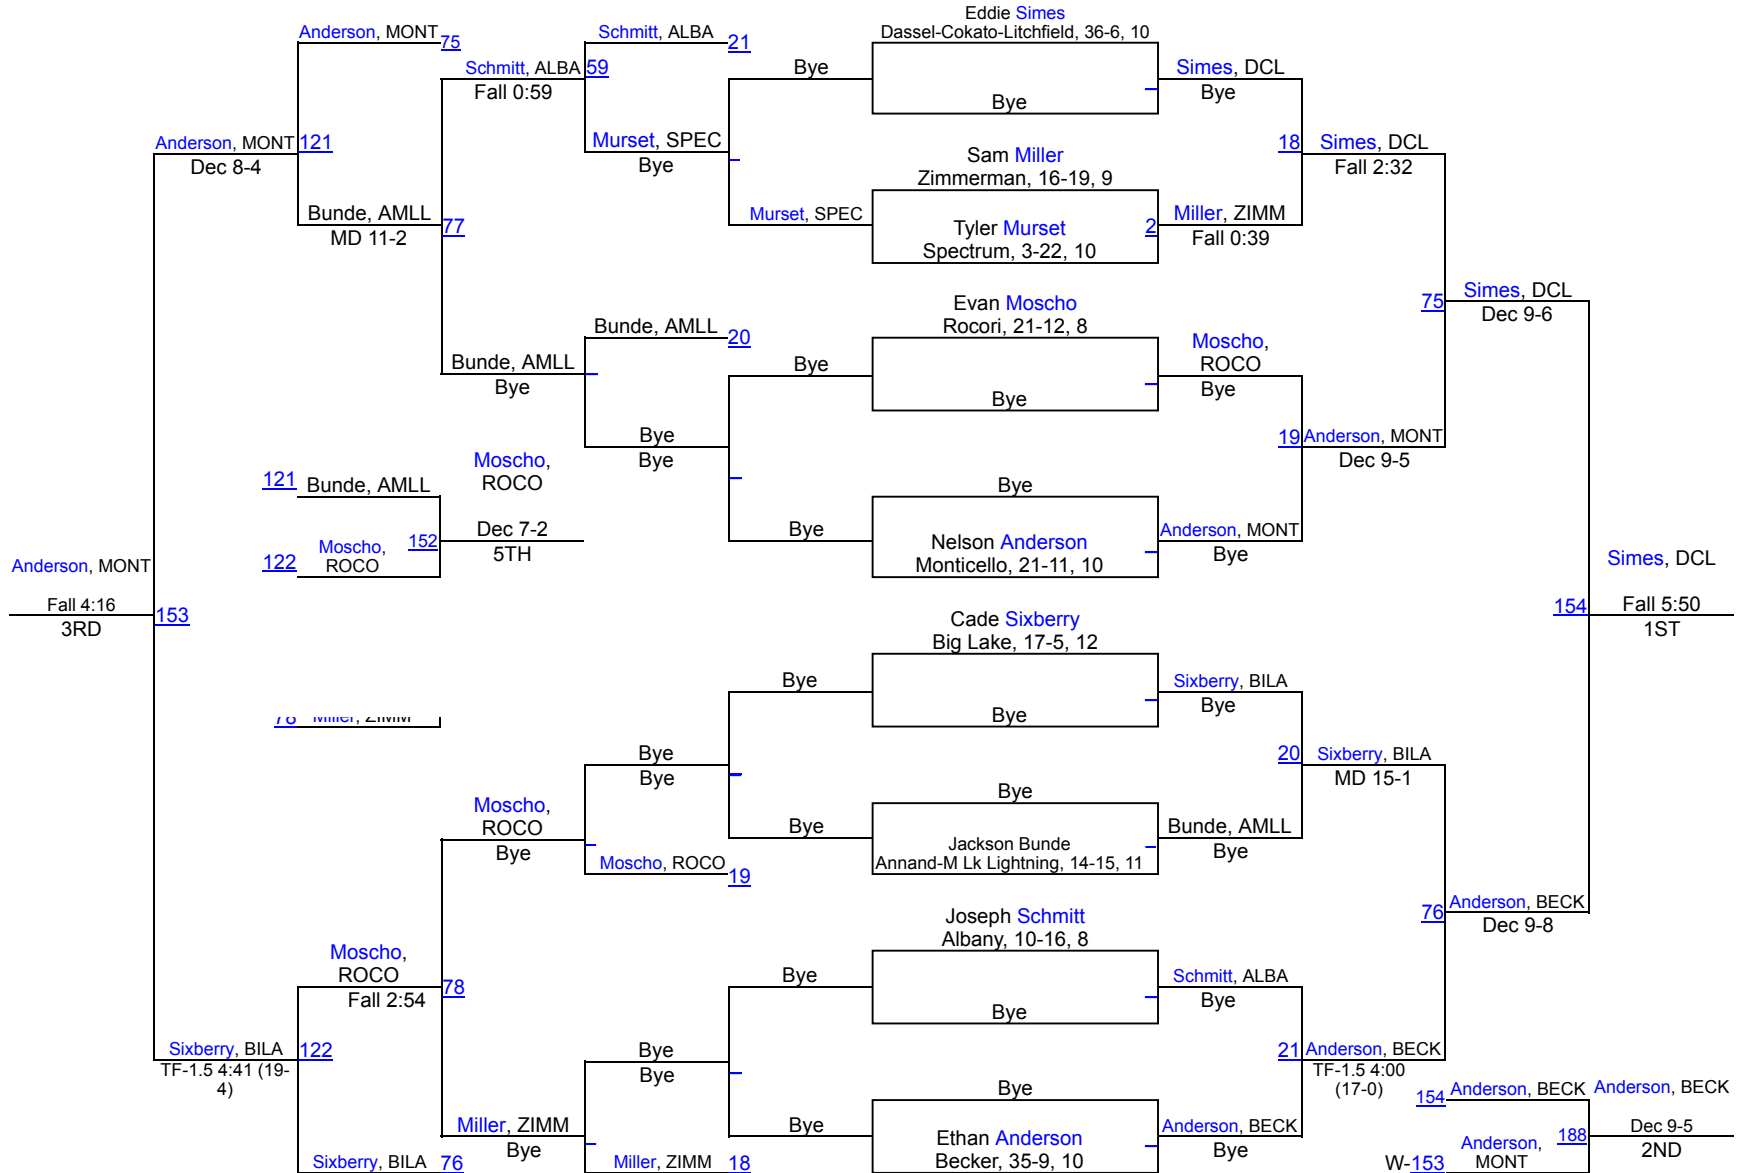 Eddie Simes
Dassel-Cokato-Litchfield, 36-6, 10
Anderson, MONT 75
Schmitt, ALBA 21
Schmitt, ALBA 59
Fall 0:59
Bye
Simes, DCL
Bye
Bye
Anderson, MONT 121
Dec 8-4
Murset, SPEC
Bye
18 Simes, DCL
Fall 2:32
Sam Miller
Zimmerman, 16-19, 9
Bunde, AMLL 77
MD 11-2
Murset, SPEC
Tyler Murset
Spectrum, 3-22, 10
2
Miller, ZIMM
Fall 0:39
Evan Moscho
Rocori, 21-12, 8
75 Simes, DCL
Dec 9-6
Bunde, AMLL 20
Bunde, AMLL
Bye
Bye
Moscho,
ROCO
Bye
Bye
Bye
Bye
19 Anderson, MONT
Dec 9-5
121 Bunde, AMLL
Moscho,
ROCO
Bye
122 Moscho,
ROCO
152
Dec 7-2
5TH
Bye
Nelson Anderson
Monticello, 21-11, 10
Anderson, MONT
Bye
Anderson, MONT
Fall 4:16
3RD
153
Simes, DCL
154 Fall 5:50
1ST
Cade Sixberry
Big Lake, 17-5, 12
Bye
Bye
Sixberry, BILA
Bye
78 Miller, ZIMM
Bye
Bye
20 Sixberry, BILA
MD 15-1
Moscho,
ROCO
Bye
Bye
Bye
Jackson Bunde
Annand-M Lk Lightning, 14-15, 11
Bunde, AMLL
Bye
Moscho, ROCO 19
Joseph Schmitt
Albany, 10-16, 8
76 Anderson, BECK
Dec 9-8
Moscho,
ROCO 78
Fall 2:54
Bye
Bye
Schmitt, ALBA
Bye
Sixberry, BILA 122
TF-1.5 4:41 (19-
4)
Bye
Bye
21 Anderson, BECK
TF-1.5 4:00
(17-0)
Miller, ZIMM
Bye
Bye
Bye
Ethan Anderson
Becker, 35-9, 10
Anderson, BECK
Bye
154 Anderson, BECK
Anderson, BECK
188 Dec 9-5
2ND
Sixberry, BILA 76
Miller, ZIMM 18
W-153 Anderson,
MONT